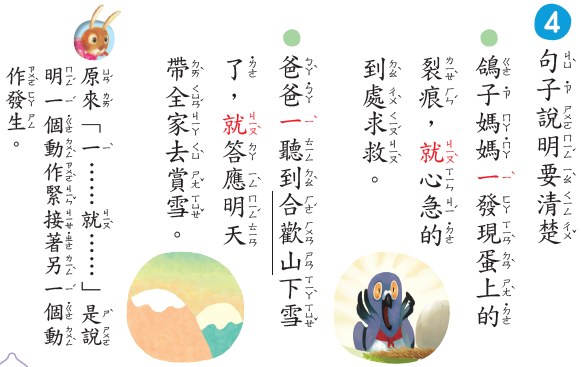 4
句子說明要清楚
鴿子媽媽一發現蛋上的
裂痕，就心急的
到處求救。
爸爸一聽到合歡山下雪
了，就答應明天
帶全家去賞雪。
原來「一……就……」是說
明一個動作緊接著另一個動
作發生。